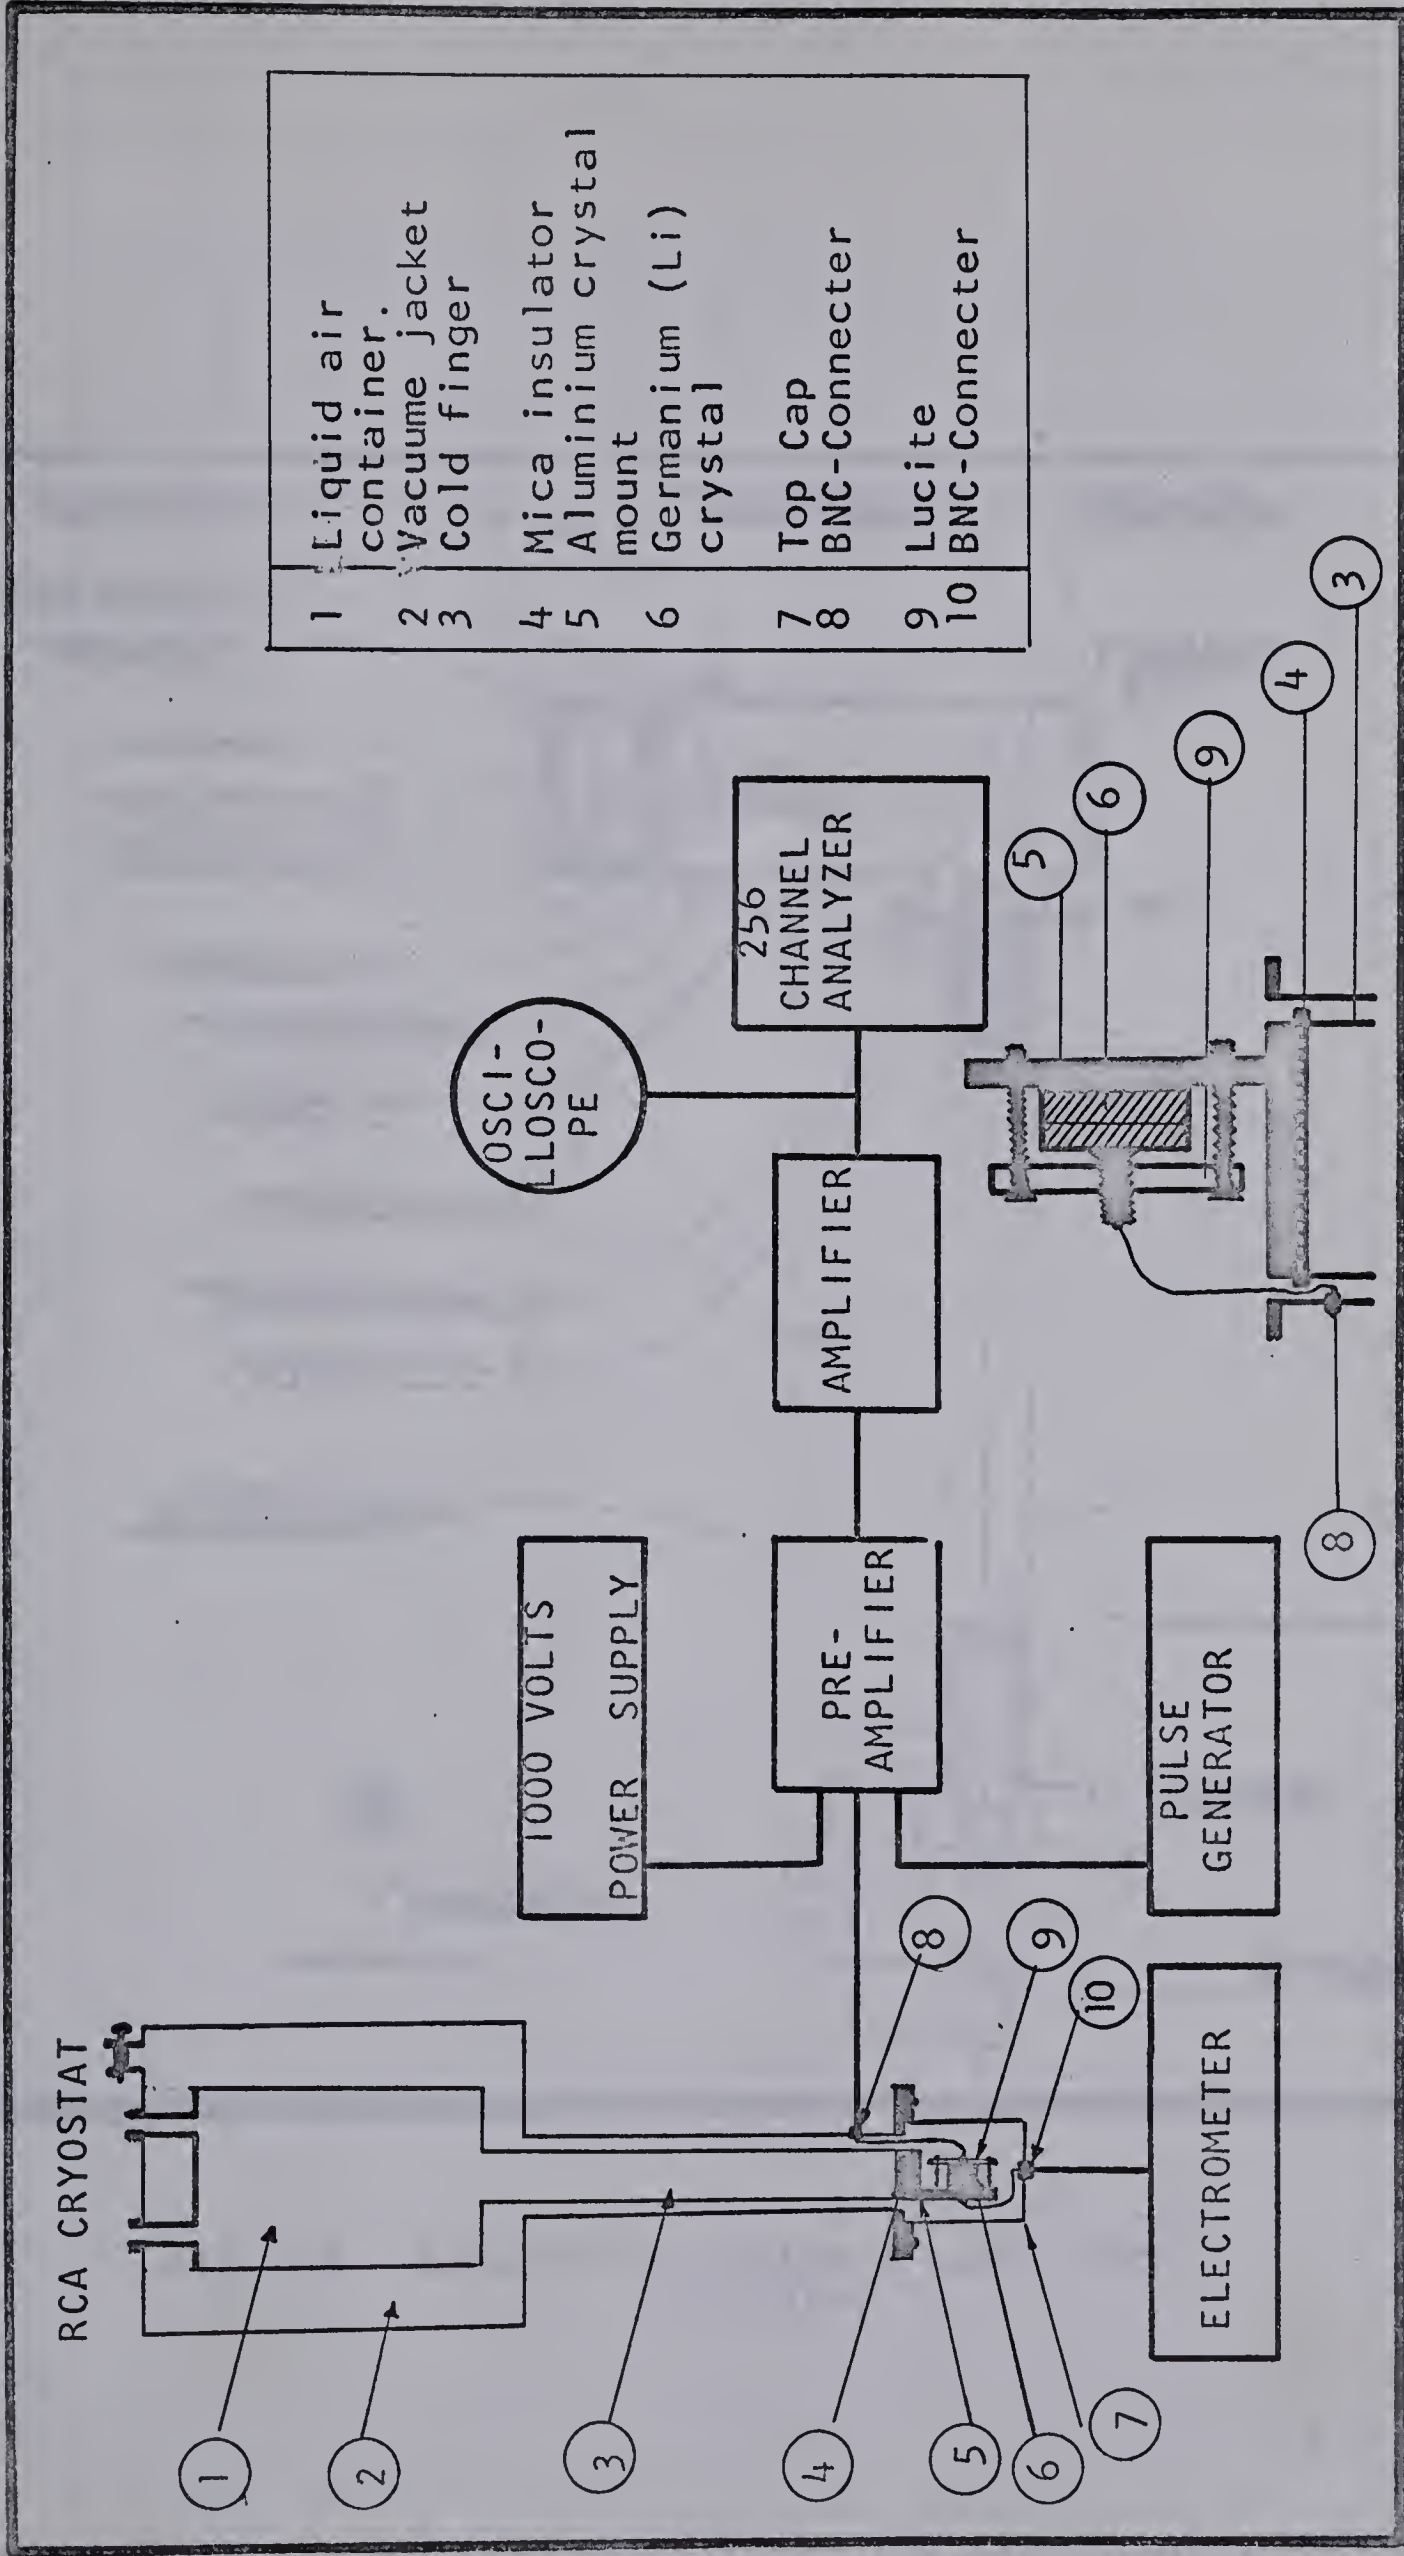 RCA CRYOSTAT
1
2
3
4
5
6
7
8
9
10
ELECTROMETER
1000 VOLTS
POWER SUPPLY
PRE-
AMPLIFIER
PULSE
GENERATOR
AMPLIFIER
OSCI-
LLOSCO-
PE
256
CHANNEL
ANALYZER
5
6
9
4
3
8
1 Liquid air
container.
2 Vacuume jacket
3 Cold finger
4 Mica insulator
5 Aluminium crystal
mount
6 Germanium (Li)
crystal
7 Top Cap
8 BNC-Connecter
9 Lucite
10 BNC-Connecter